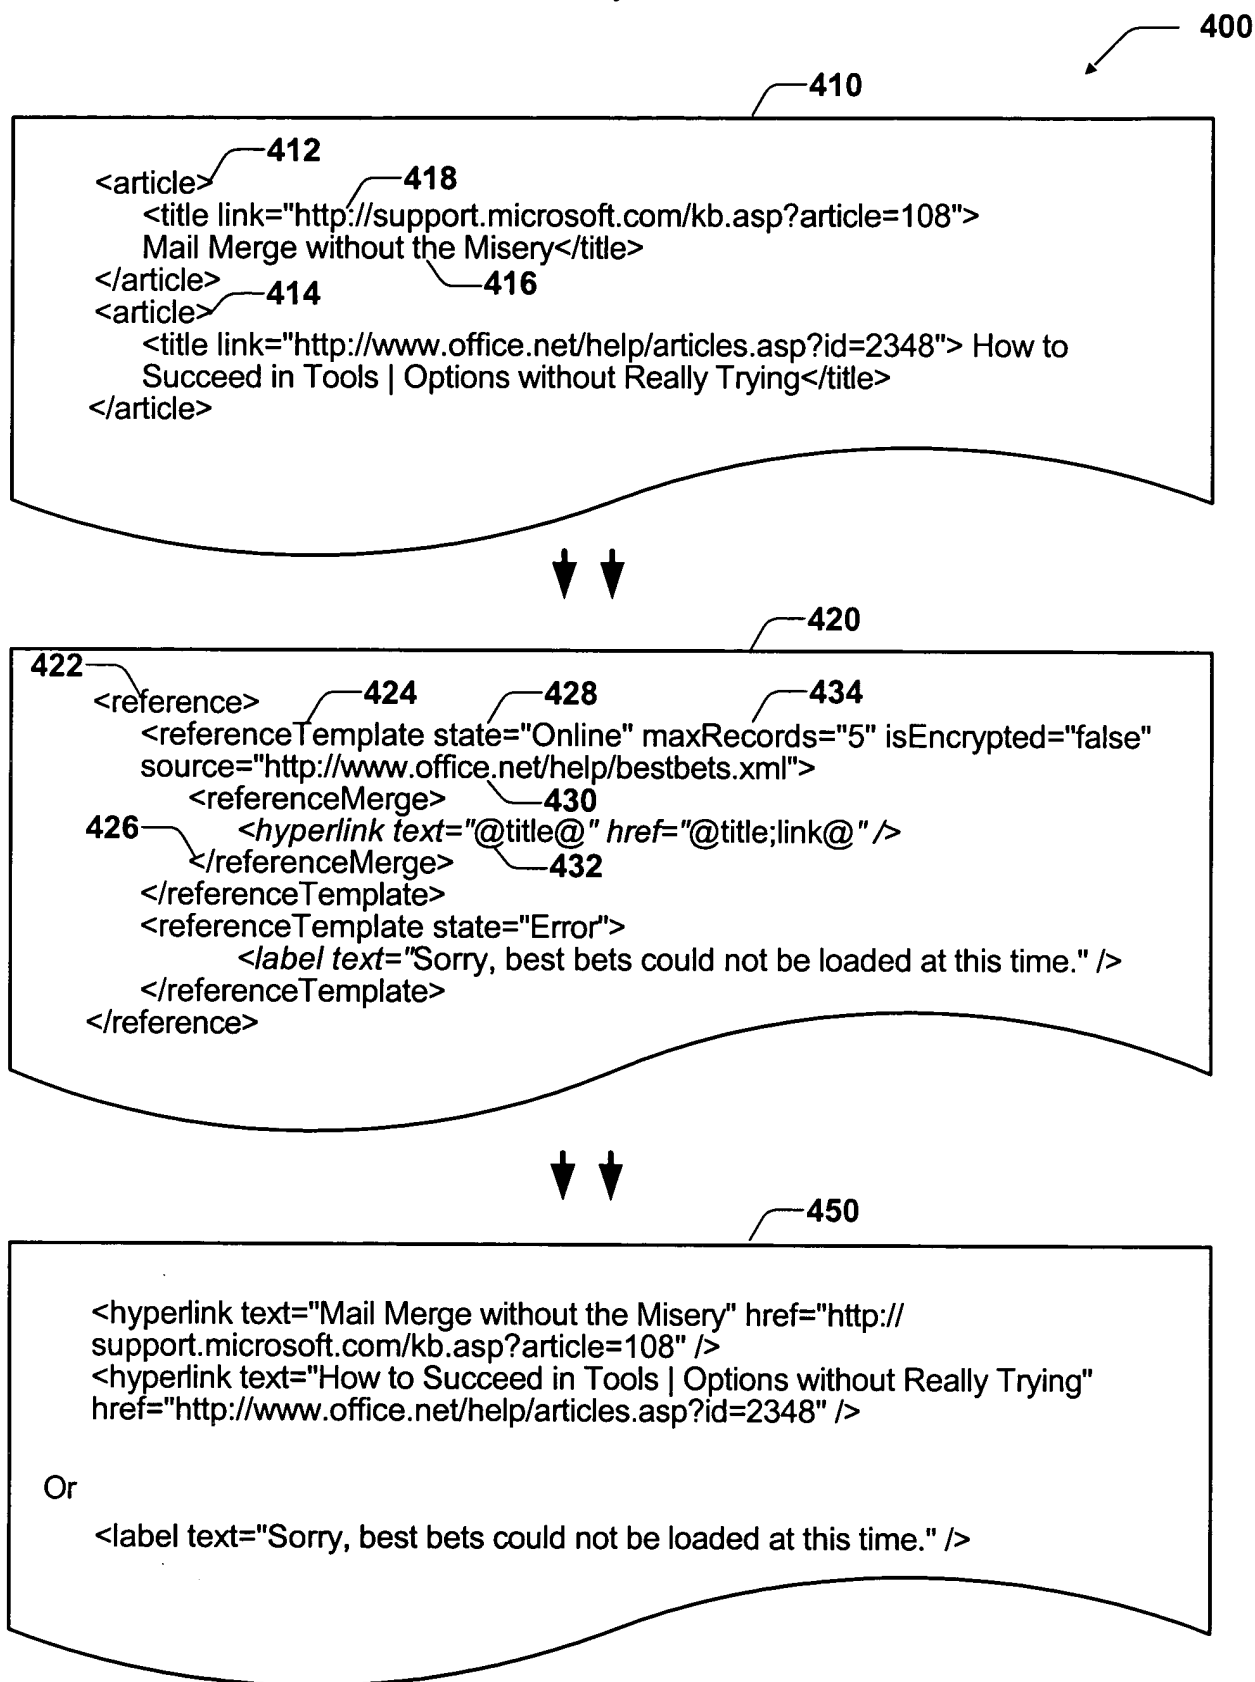 400
410
<article>
412
418
<title link="http://support.microsoft.com/kb.asp?article=108">
Mail Merge without the Misery</title>
</article>
416
414
<article>
<title link="http://www.office.net/help/articles.asp?id=2348"> How to
Succeed in Tools | Options without Really Trying</title>
</article>
420
422
<reference>
424
428
434
<referenceTemplate state="Online" maxRecords="5" isEncrypted="false"
source="http://www.office.net/help/bestbets.xml">
<referenceMerge>
430
426
<hyperlink text="@title@" href="@title;link@" />
</referenceMerge>
432
</referenceTemplate>
<referenceTemplate state="Error">
<label text="Sorry, best bets could not be loaded at this time." />
</referenceTemplate>
</reference>
450
<hyperlink text="Mail Merge without the Misery" href="http://
support.microsoft.com/kb.asp?article=108" />
<hyperlink text="How to Succeed in Tools | Options without Really Trying"
href="http://www.office.net/help/articles.asp?id=2348" />
Or
<label text="Sorry, best bets could not be loaded at this time." />